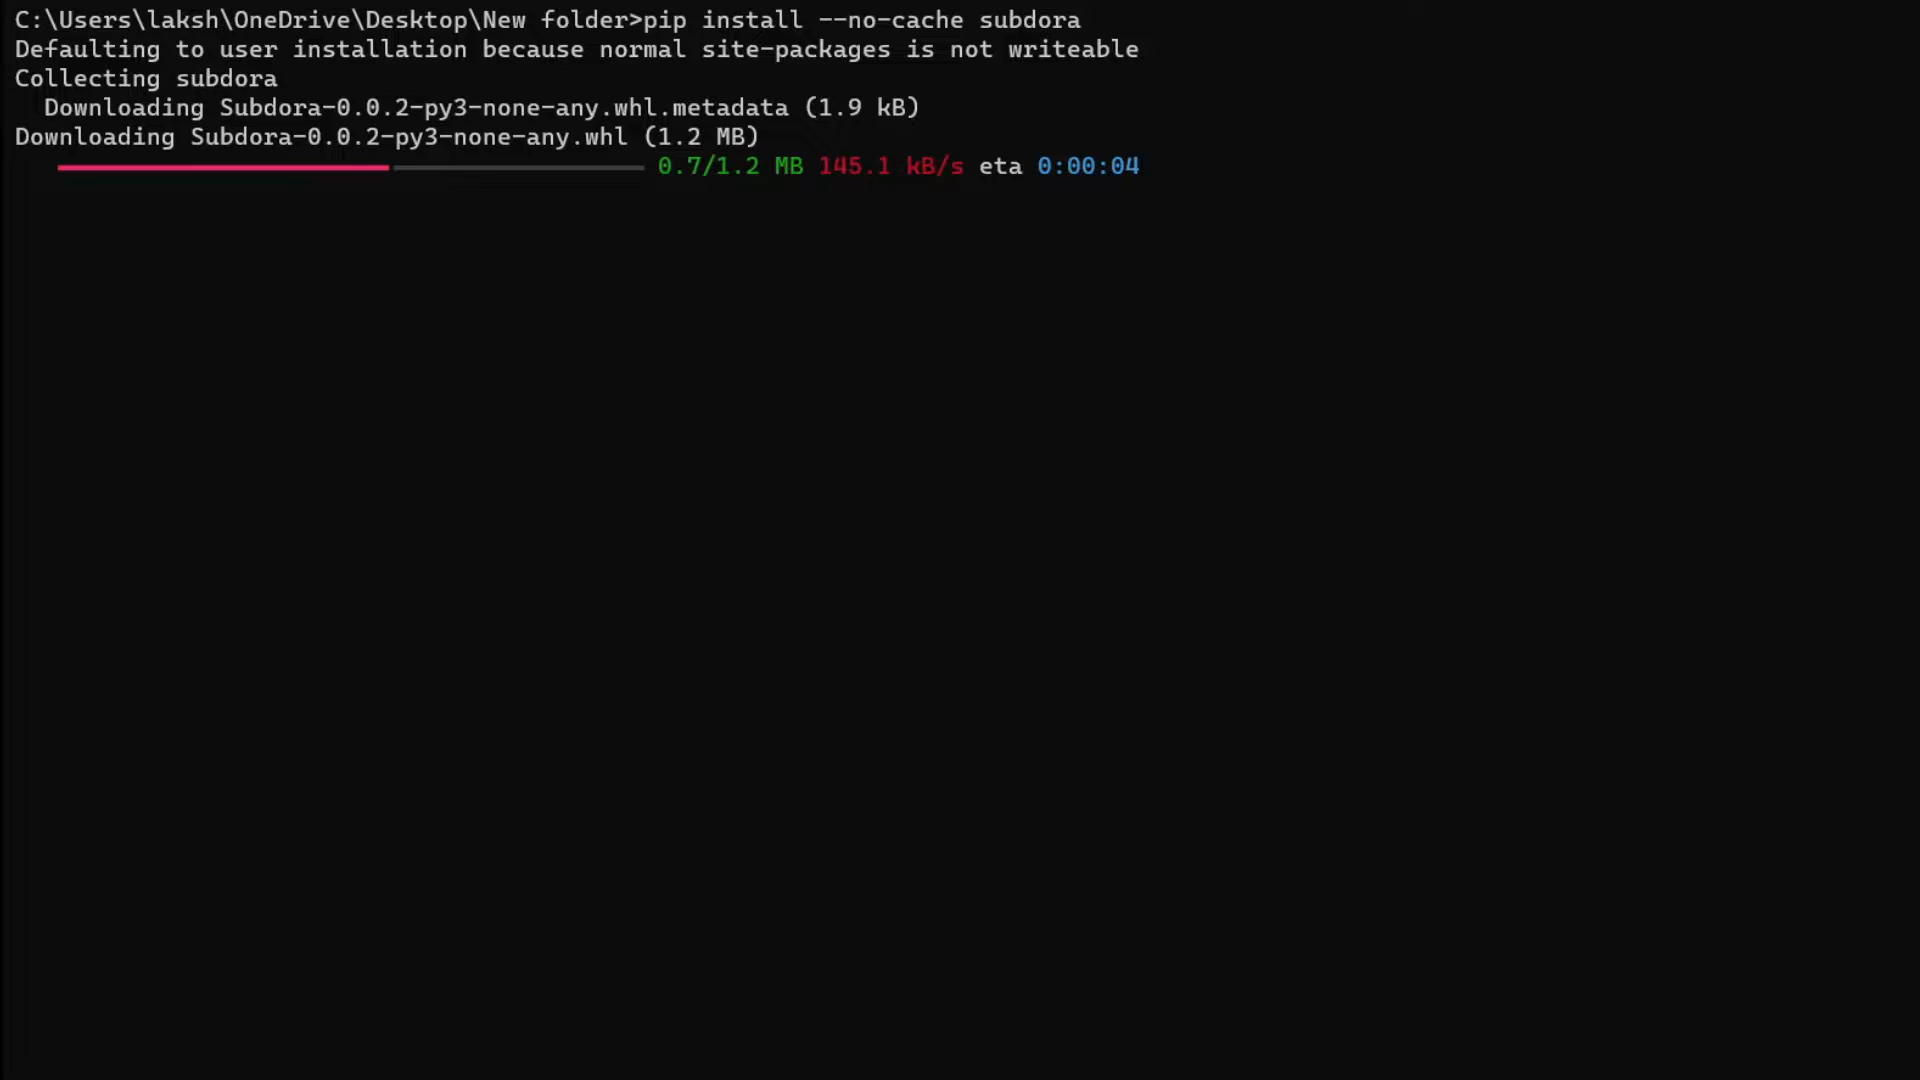 C:\Users\laksh\OneDrive\Desktop\New folder>pip install --no-cache subdora
Defaulting to user installation because normal site-packages is not writeable
Collecting subdora
  Downloading Subdora-0.0.2-py3-none-any.whl.metadata (1.9 kB)
Downloading Subdora-0.0.2-py3-none-any.whl (1.2 MB)
0.7/1.2 MB 145.1 kB/s eta 0:00:04